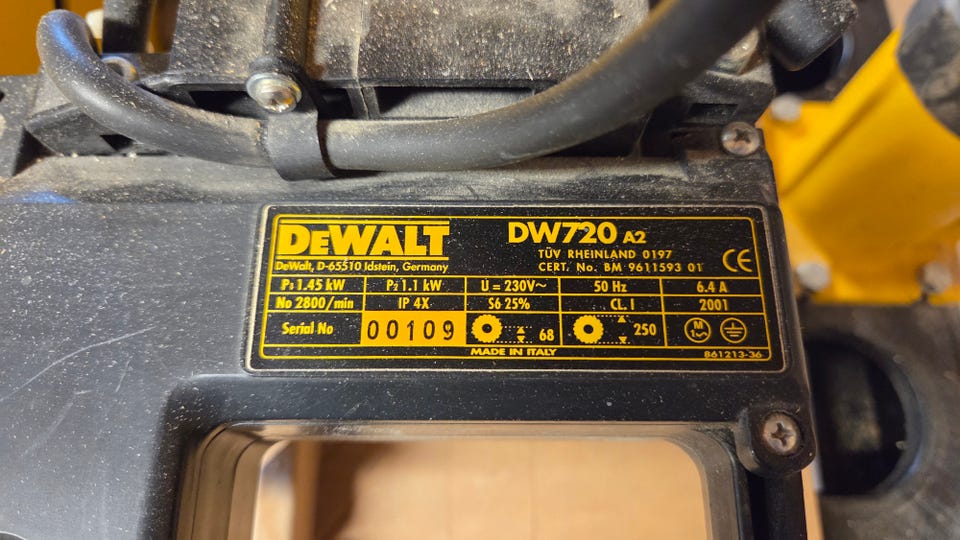 DEWALT
DeWalt, D-65510 Idstein, Germany
DW720 A2
TÜV RHEINLAND 0197
CERT. No. BM 9611593 01
CE
P1 1.45 kW P2 1.1 kW U = 230V~ 50 Hz 6.4 A
No 2800/min IP 4X S6 25% CL. I 2001
Serial No 00109 68 250 M 1~
MADE IN ITALY
861213-36